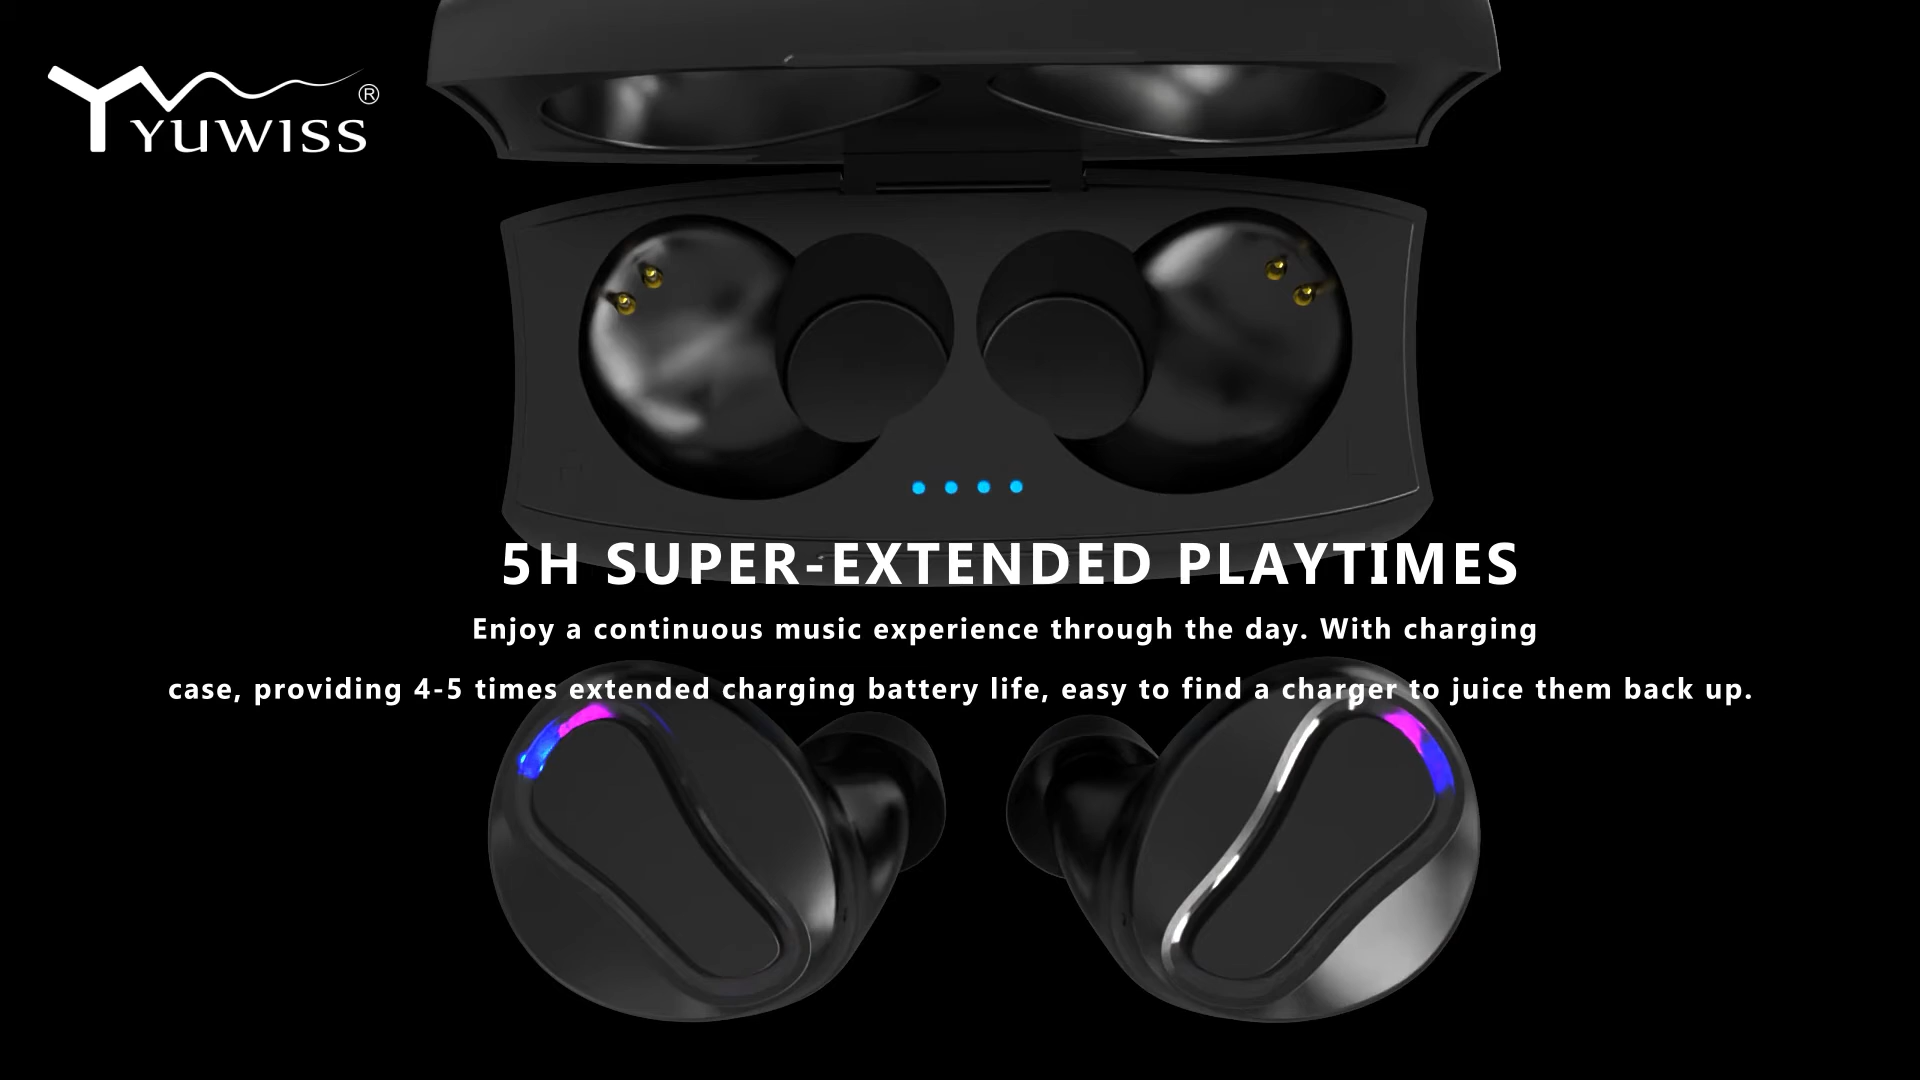 YUWISS®
5H SUPER-EXTENDED PLAYTIMES
Enjoy a continuous music experience through the day. With charging
case, providing 4-5 times extended charging battery life, easy to find a charger to juice them back up.